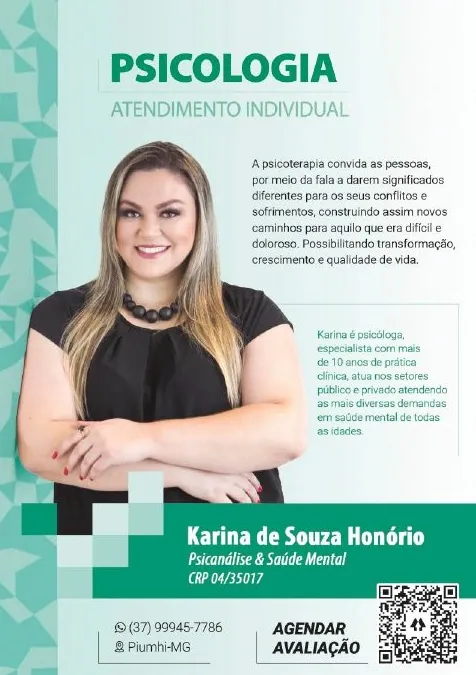 PSICOLOGIA
ATENDIMENTO INDIVIDUAL
A psicoterapia convida as pessoas,
por meio da fala a darem significados
diferentes para os seus conflitos e
sofrimentos, construindo assim novos
caminhos para aquilo que era difícil e
doloroso. Possibilitando transformação,
crescimento e qualidade de vida.
Karina é psicóloga,
especialista com mais
de 10 anos de prática
clínica, atua nos setores
público e privado atendendo
as mais diversas demandas
em saúde mental de todas
as idades.
Karina de Souza Honório
Psicanálise & Saúde Mental
CRP 04/35017
(37) 99945-7786
Piumhi-MG
AGENDAR
AVALIAÇÃO